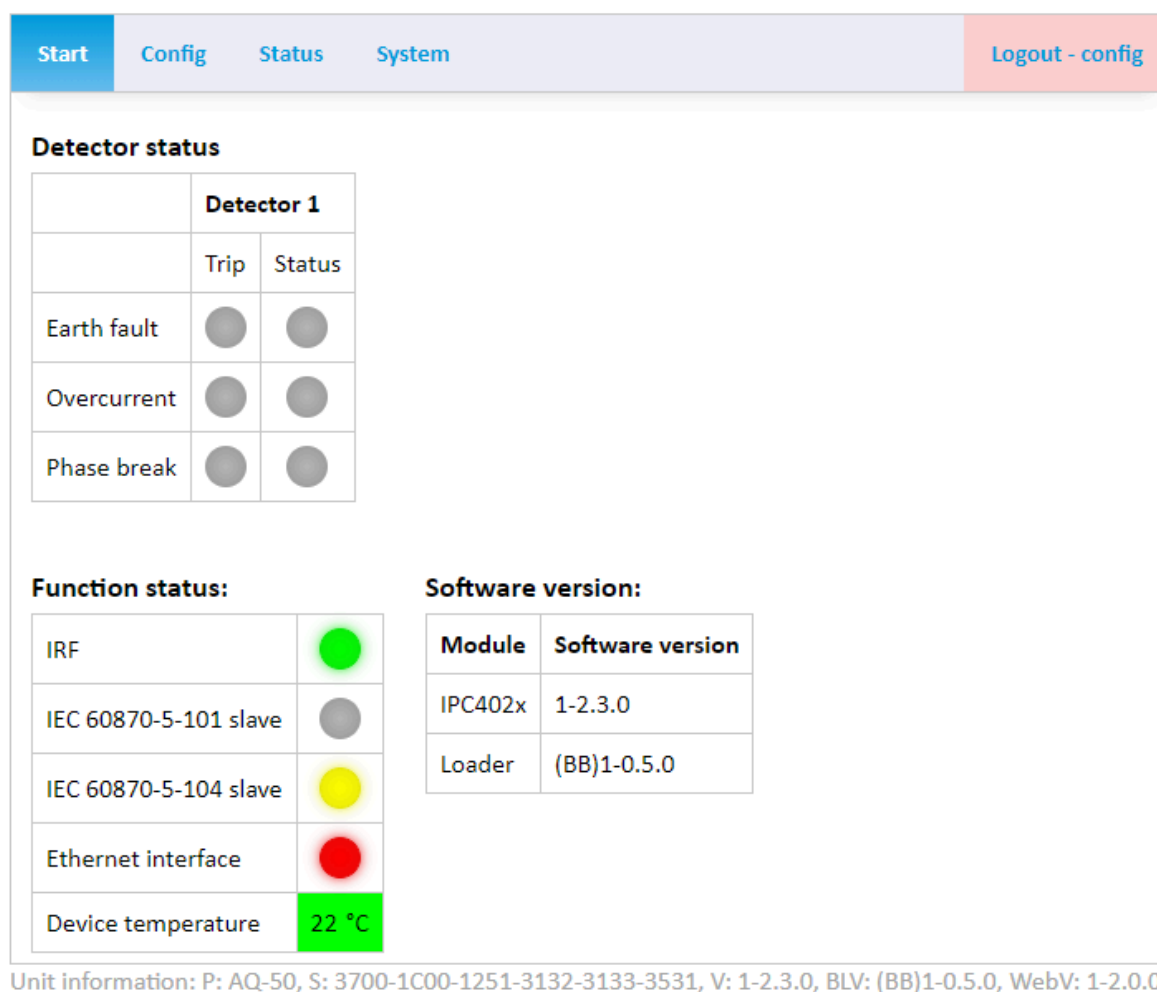 Start Config Status System Logout - config
Detector status
Detector 1
Trip Status
Earth fault
Overcurrent
Phase break
Function status: Software version:
IRF
IEC 60870-5-101 slave
IEC 60870-5-104 slave
Ethernet interface
Device temperature 22 °C
Module Software version
IPC402x 1-2.3.0
Loader (BB)1-0.5.0
Unit information: P: AQ-50, S: 3700-1C00-1251-3132-3133-3531, V: 1-2.3.0, BLV: (BB)1-0.5.0, WebV: 1-2.0.0